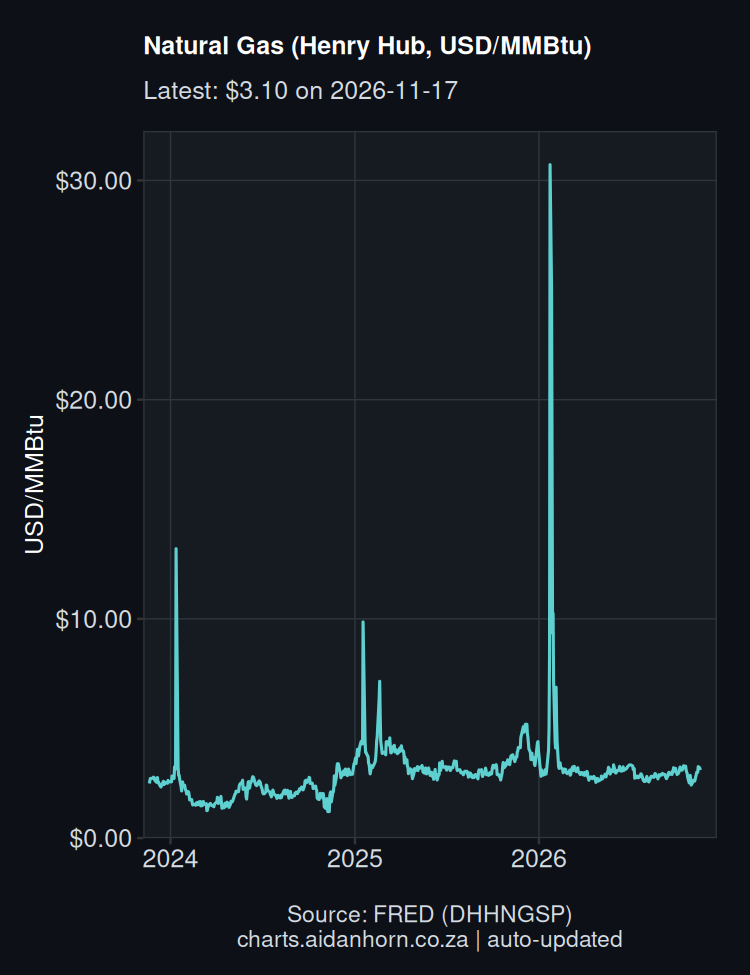 Natural Gas (Henry Hub, USD/MMBtu)
Latest: $3.10 on 2026-11-17
$30.00
$20.00
$10.00
$0.00
USD/MMBtu
2024
2025
2026
Source: FRED (DHHNGSP)
charts.aidanhorn.co.za | auto-updated